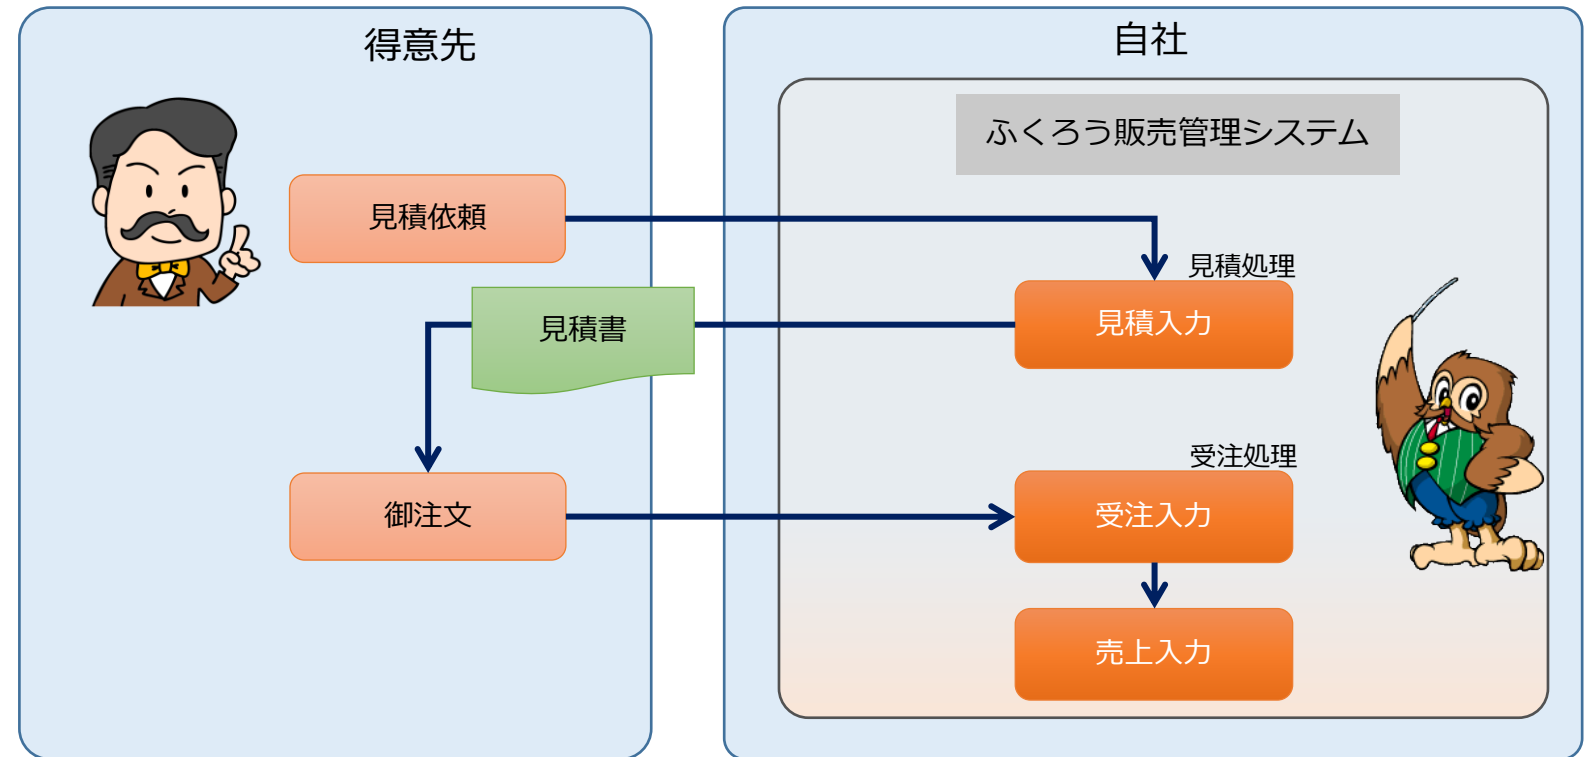 得意先
自社
ふくろう販売管理システム
見積依頼
見積処理
見積入力
見積書
受注処理
御注文
受注入力
売上入力